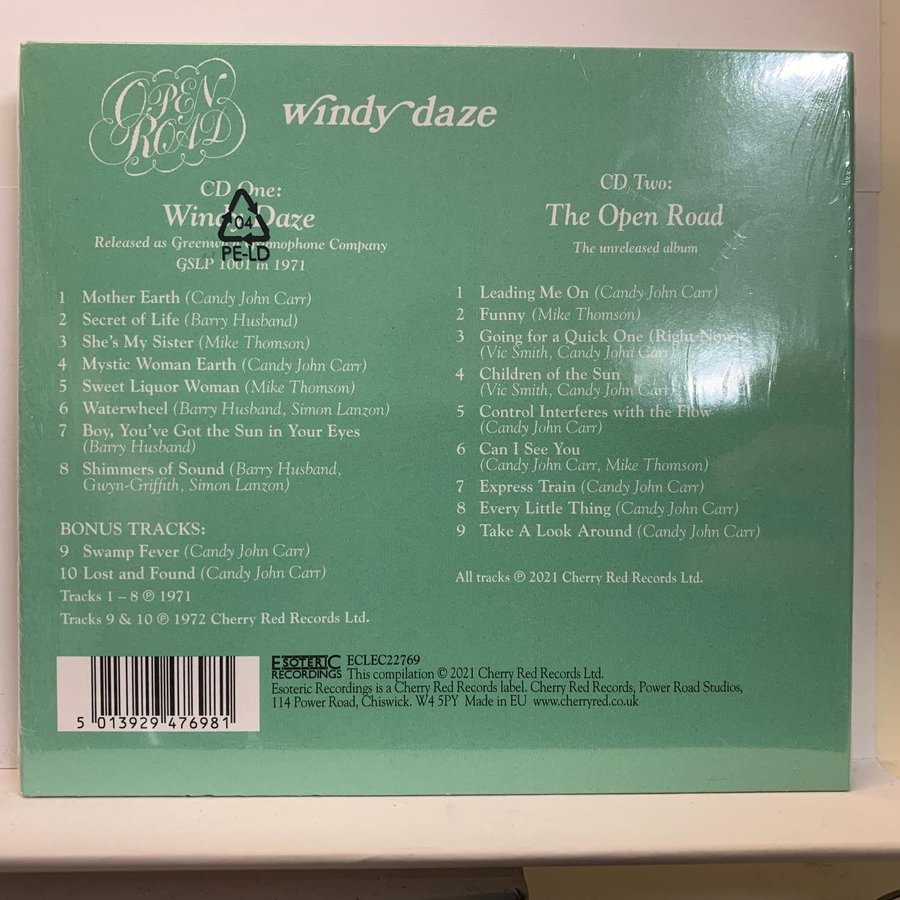 OPEN ROAD
windy daze
CD One:
Windy Daze
Released as Greenwich Gramophone Company
GSLP 1001 in 1971
04
PE-LD
1 Mother Earth (Candy John Carr)
2 Secret of Life (Barry Husband)
3 She's My Sister (Mike Thomson)
4 Mystic Woman Earth (Candy John Carr)
5 Sweet Liquor Woman (Mike Thomson)
6 Waterwheel (Barry Husband, Simon Lanzon)
7 Boy, You've Got the Sun in Your Eyes
(Barry Husband)
8 Shimmers of Sound (Barry Husband,
Gwyn-Griffith, Simon Lanzon)
BONUS TRACKS:
9 Swamp Fever (Candy John Carr)
10 Lost and Found (Candy John Carr)
Tracks 1 – 8 ℗ 1971
Tracks 9 & 10 ℗ 1972 Cherry Red Records Ltd.
CD Two:
The Open Road
The unreleased album
1 Leading Me On (Candy John Carr)
2 Funny (Mike Thomson)
3 Going for a Quick One (Right Now)
(Vic Smith, Candy John Carr)
4 Children of the Sun
(Vic Smith, Candy John Carr)
5 Control Interferes with the Flow
(Candy John Carr)
6 Can I See You
(Candy John Carr, Mike Thomson)
7 Express Train (Candy John Carr)
8 Every Little Thing (Candy John Carr)
9 Take A Look Around (Candy John Carr)
All tracks ℗ 2021 Cherry Red Records Ltd.
5 013929 476981
ESOTERIC RECORDINGS
ECLEC22769
This compilation © 2021 Cherry Red Records Ltd.
Esoteric Recordings is a Cherry Red Records label. Cherry Red Records, Power Road Studios,
114 Power Road, Chiswick. W4 5PY Made in EU www.cherryred.co.uk